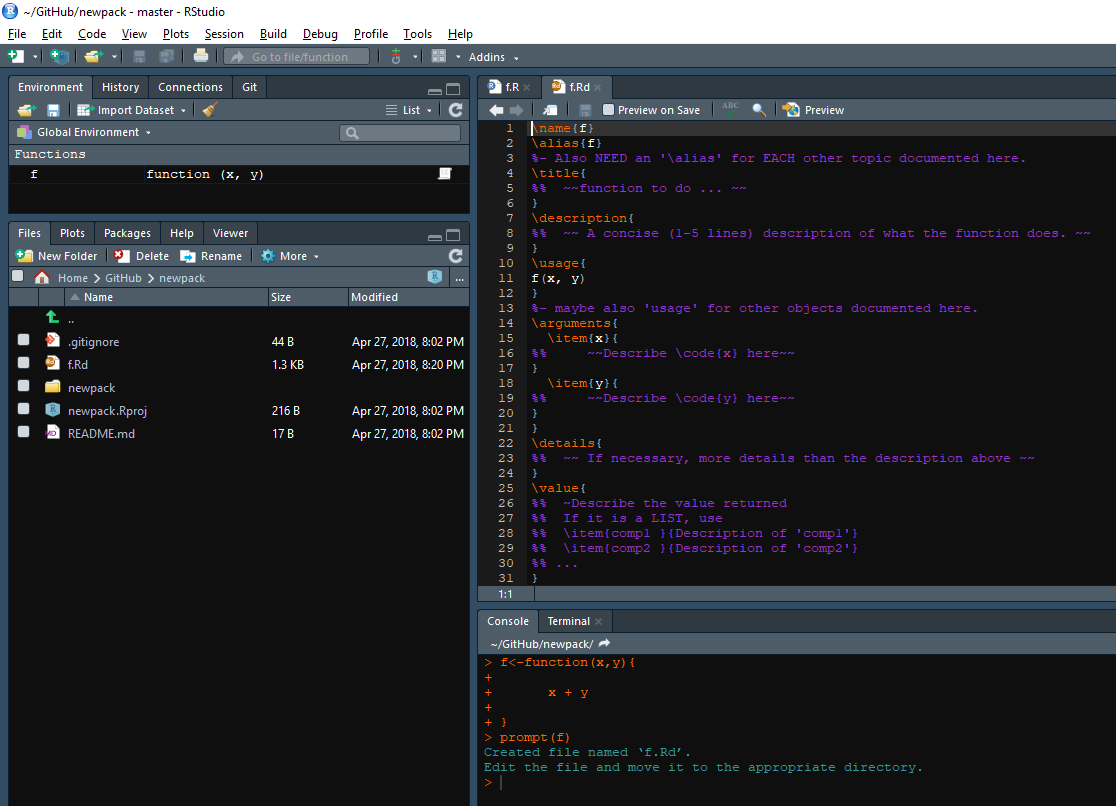 ~/GitHub/newpack - master - RStudio
File Edit Code View Plots Session Build Debug Profile Tools Help
Go to file/function Addins
Environment History Connections Git
Import Dataset List
Global Environment
Functions
f function (x, y)
Files Plots Packages Help Viewer
New Folder Delete Rename More
Home GitHub newpack ...
Name Size Modified
..
.gitignore 44 B Apr 27, 2018, 8:02 PM
f.Rd 1.3 KB Apr 27, 2018, 8:20 PM
newpack
newpack.Rproj 216 B Apr 27, 2018, 8:02 PM
README.md 17 B Apr 27, 2018, 8:02 PM
f.R f.Rd
Preview on Save ABC Preview
1 \name{f}
2 \alias{f}
3 %- Also NEED an '\alias' for EACH other topic documented here.
4 \title{
5 %%  ~~function to do ... ~~
6 }
7 \description{
8 %%  ~~ A concise (1-5 lines) description of what the function does. ~~
9 }
10 \usage{
11 f(x, y)
12 }
13 %- maybe also 'usage' for other objects documented here.
14 \arguments{
15   \item{x}{
16 %%     ~~Describe \code{x} here~~
17 }
18   \item{y}{
19 %%     ~~Describe \code{y} here~~
20 }
21 }
22 \details{
23 %%  ~~ If necessary, more details than the description above ~~
24 }
25 \value{
26 %%  ~Describe the value returned
27 %%  If it is a LIST, use
28 %%  \item{comp1 }{Description of 'comp1'}
29 %%  \item{comp2 }{Description of 'comp2'}
30 %% ...
31 }
1:1
Console Terminal
~/GitHub/newpack/
> f<-function(x,y){
+
+       x + y
+
+ }
> prompt(f)
Created file named ‘f.Rd’.
Edit the file and move it to the appropriate directory.
>